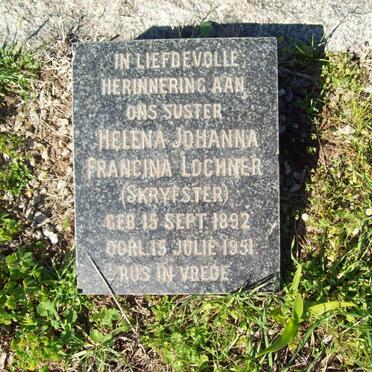 IN LIEFDEVOLLE
HERINNERING AAN
ONS SUSTER
HELENA JOHANNA
FRANCINA LOCHNER
(SKRYFSTER)
GEB. 15 SEPT. 1892
OORL. 15 JULIE 1951
RUS IN VREDE